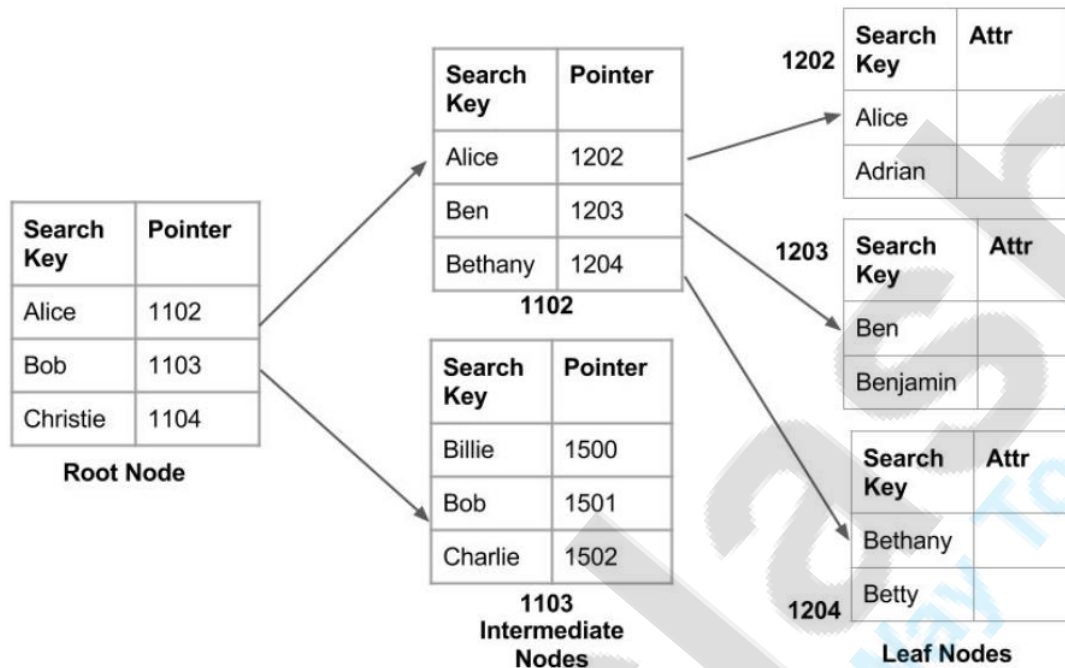 Search Key Pointer
Alice 1102
Bob 1103
Christie 1104
Root Node
Search Key Pointer
Alice 1202
Ben 1203
Bethany 1204
1102
Search Key Pointer
Billie 1500
Bob 1501
Charlie 1502
1103
Intermediate
Nodes
1202
Search Key Attr
Alice
Adrian
1203
Search Key Attr
Ben
Benjamin
1204
Search Key Attr
Bethany
Betty
Leaf Nodes